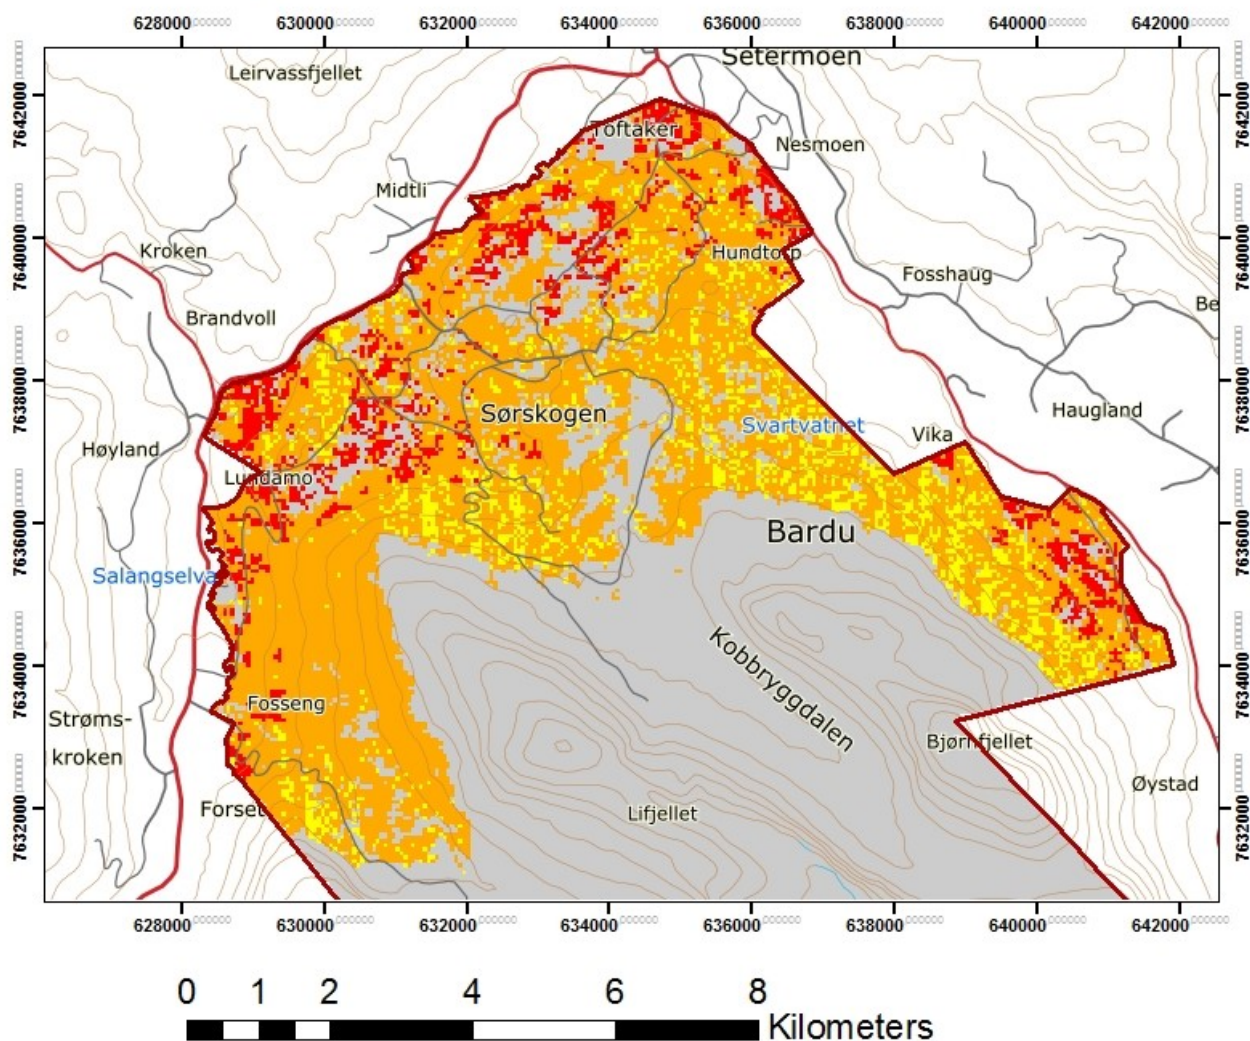 628000 630000 632000 634000 636000 638000 640000 642000
Setermoen
Leirvassfjellet
7642000
7642000
Toftaker
Nesmoen
Midtli
7640000
7640000
Kroken
Hundtorp
Fosshaug
Be
Brandvoll
7638000
7638000
Sørskogen
Haugland
Svartvatnet
Vika
Høyland
Lundamo
7636000
7636000
Bardu
Salangselva
Kobbryggdalen
7634000
7634000
Fosseng
Strøms-
kroken
Bjørnfjellet
Øystad
7632000
7632000
Forset
Lifjellet
628000 630000 632000 634000 636000 638000 640000 642000
0 1 2 4 6 8
Kilometers